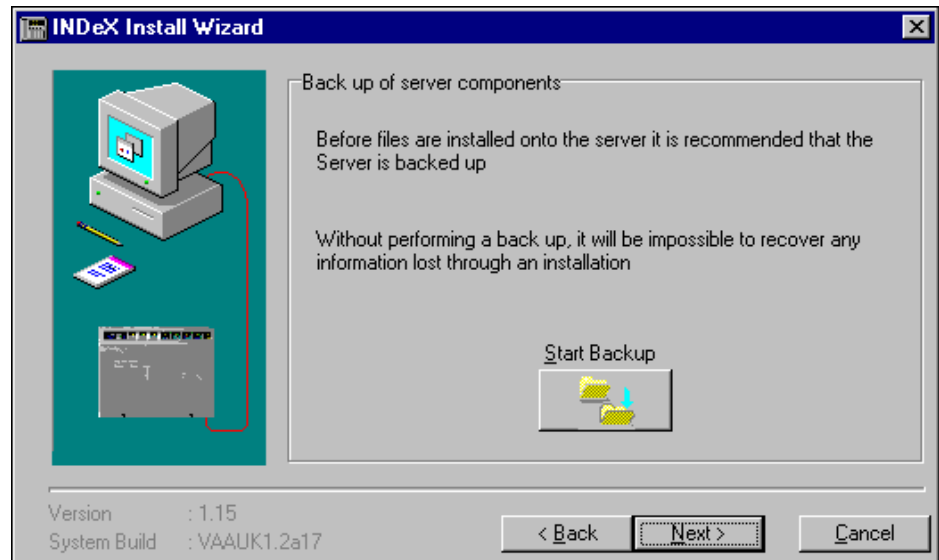 INDeX Install Wizard
Back up of server components
Before files are installed onto the server it is recommended that the
Server is backed up
Without performing a back up, it will be impossible to recover any
information lost through an installation
Start Backup
Version : 1.15
System Build : VAAUK1.2a17
< Back Next > Cancel